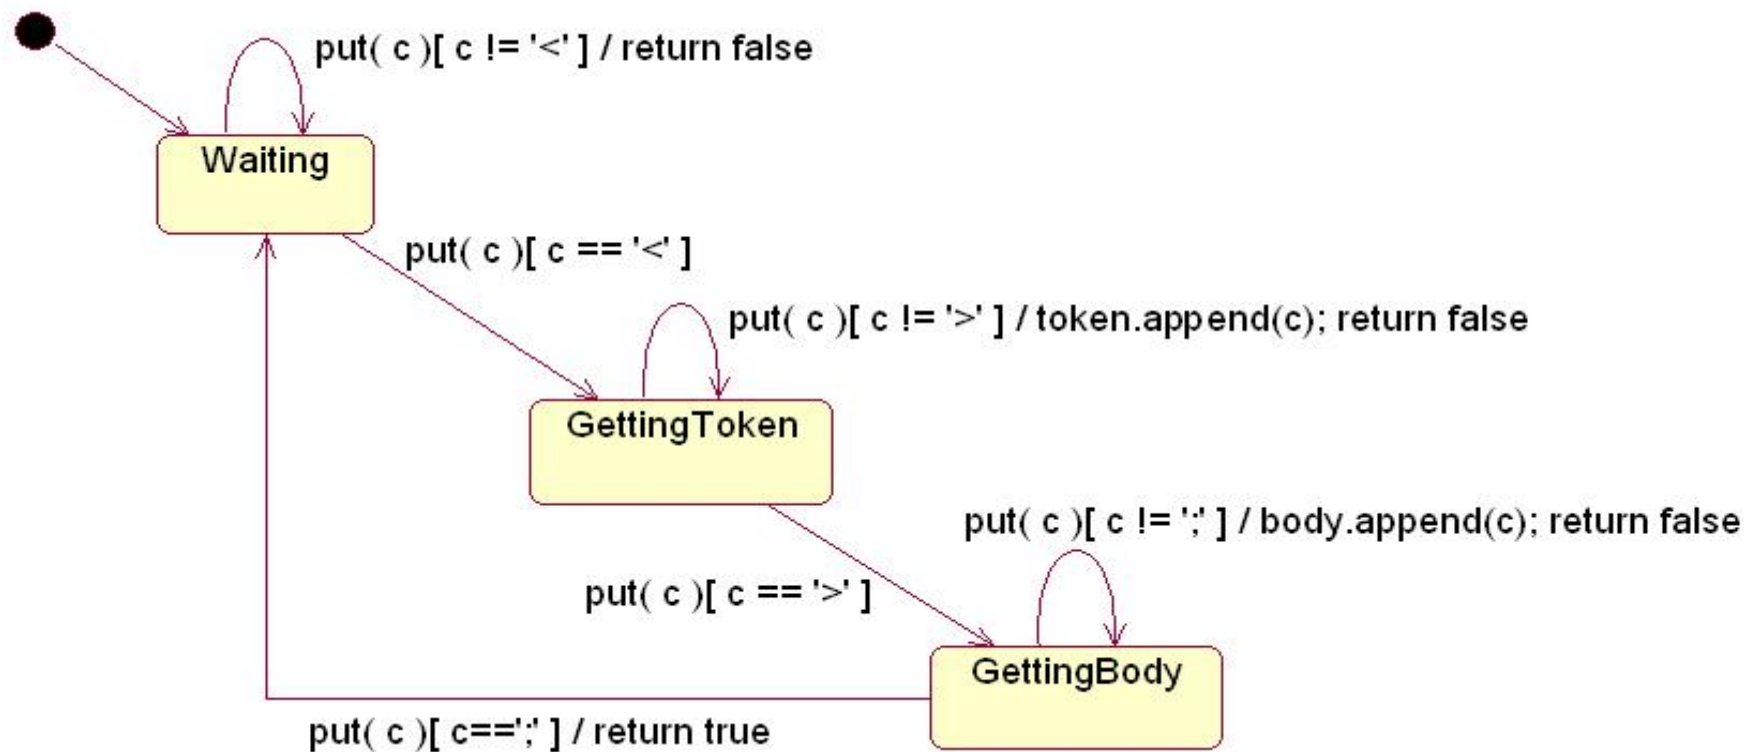 put( c )[ c != '<' ] / return false
Waiting
put( c )[ c == '<' ]
put( c )[ c != '>' ] / token.append(c); return false
GettingToken
put( c )[ c != ';' ] / body.append(c); return false
put( c )[ c == '>' ]
GettingBody
put( c )[ c==';' ] / return true